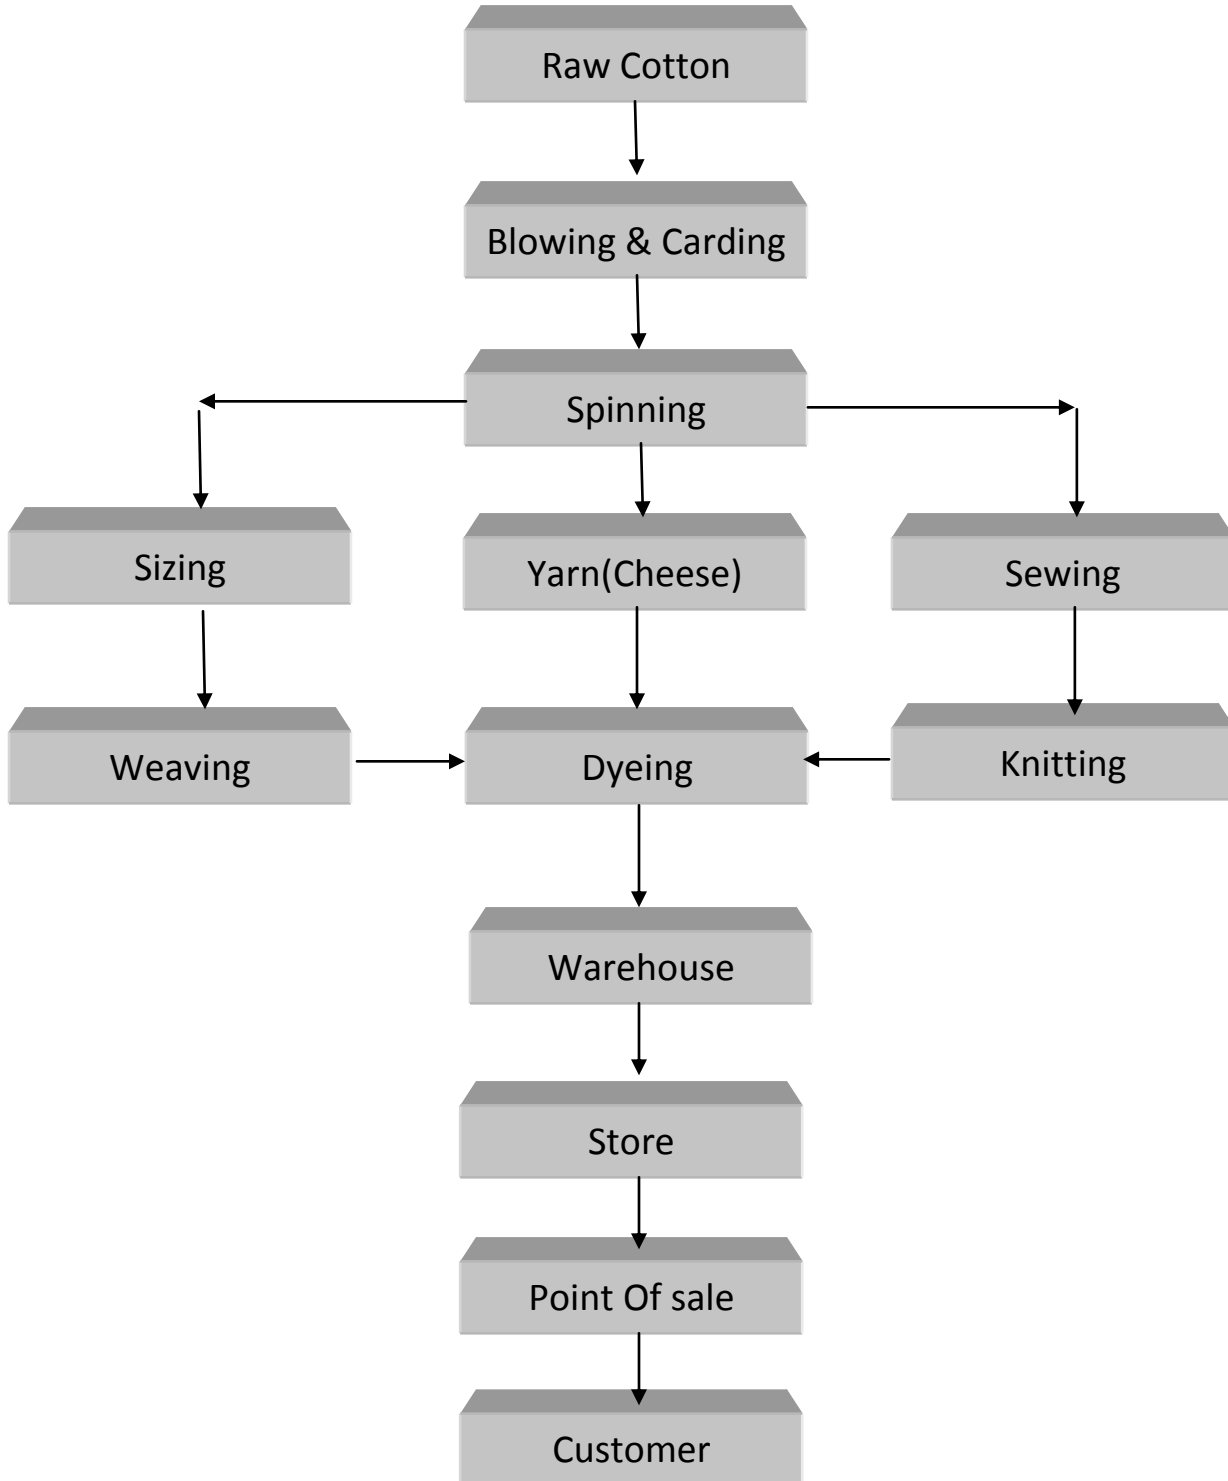 Raw Cotton
Blowing & Carding
Spinning
Sizing
Yarn(Cheese)
Sewing
Weaving
Dyeing
Knitting
Warehouse
Store
Point Of sale
Customer